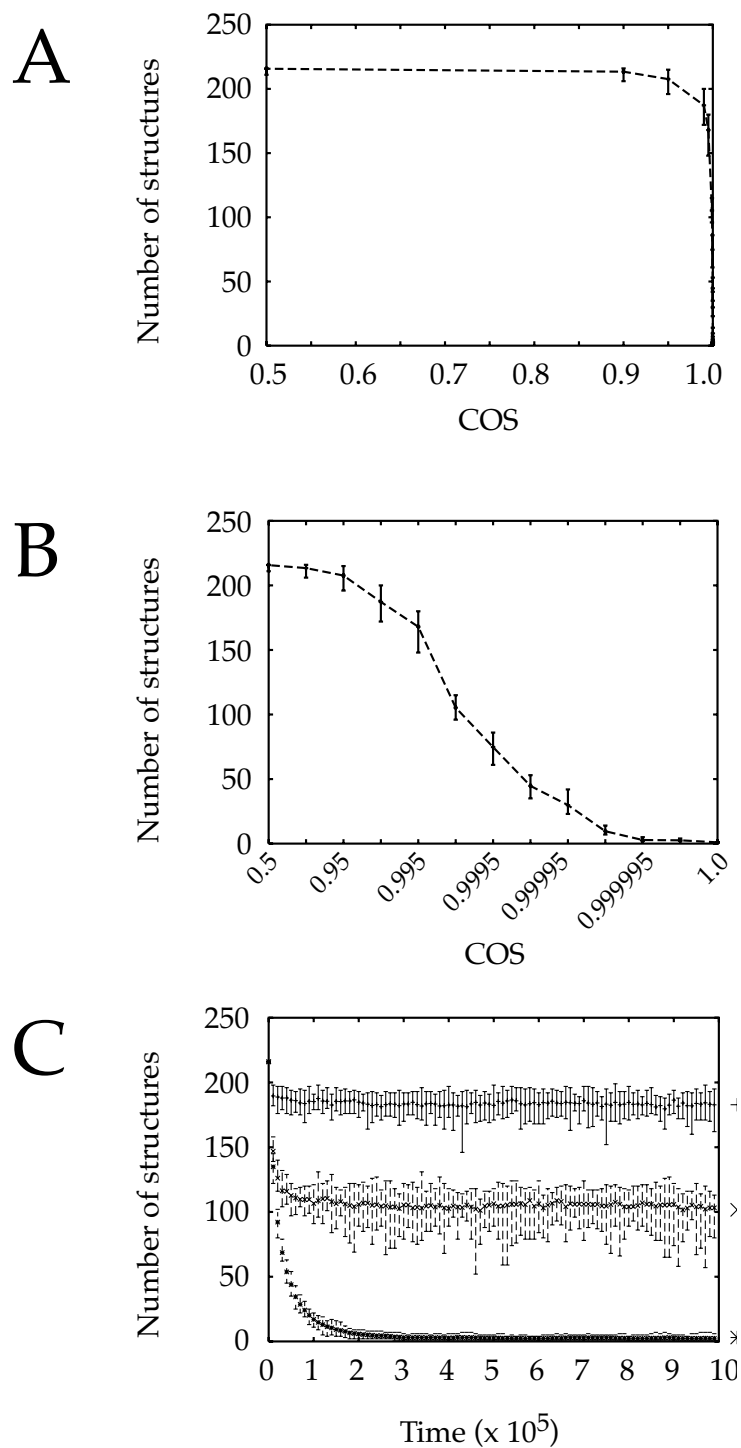 A
250
200
150
100
50
0
Number of structures
0.5 0.6 0.7 0.8 0.9 1.0
COS
B
250
200
150
100
50
0
Number of structures
0.5 0.95 0.995 0.9995 0.99995 0.999995 1.0
COS
C
250
200
150
100
50
0
Number of structures
0 1 2 3 4 5 6 7 8 9 10
Time (x 10⁵)